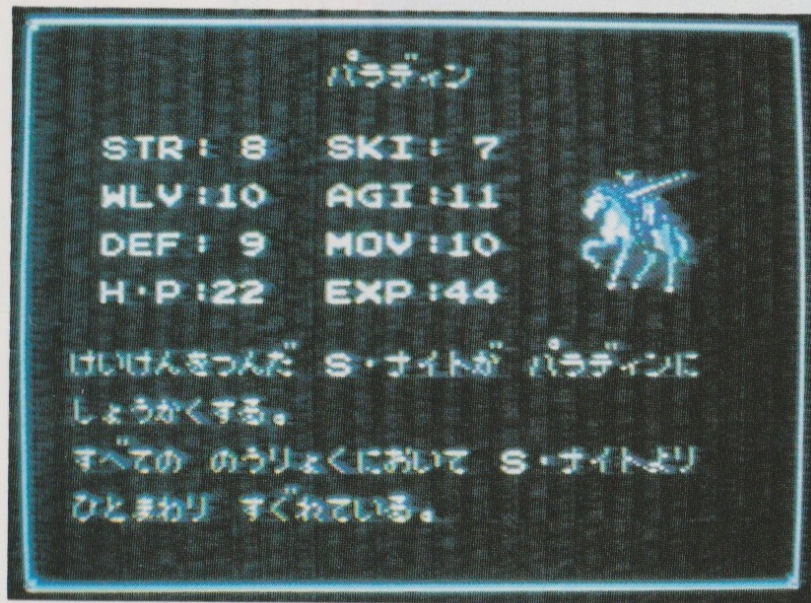 パラディン
STR: 8 SKI: 7
WLV:10 AGI:11
DEF: 9 MOV:10
H・P:22 EXP:44
けいけんをつんだ S・ナイトが パラディンに
しょうかくする。
すべての のうりょくにおいて S・ナイトより
ひとまわり すぐれている。